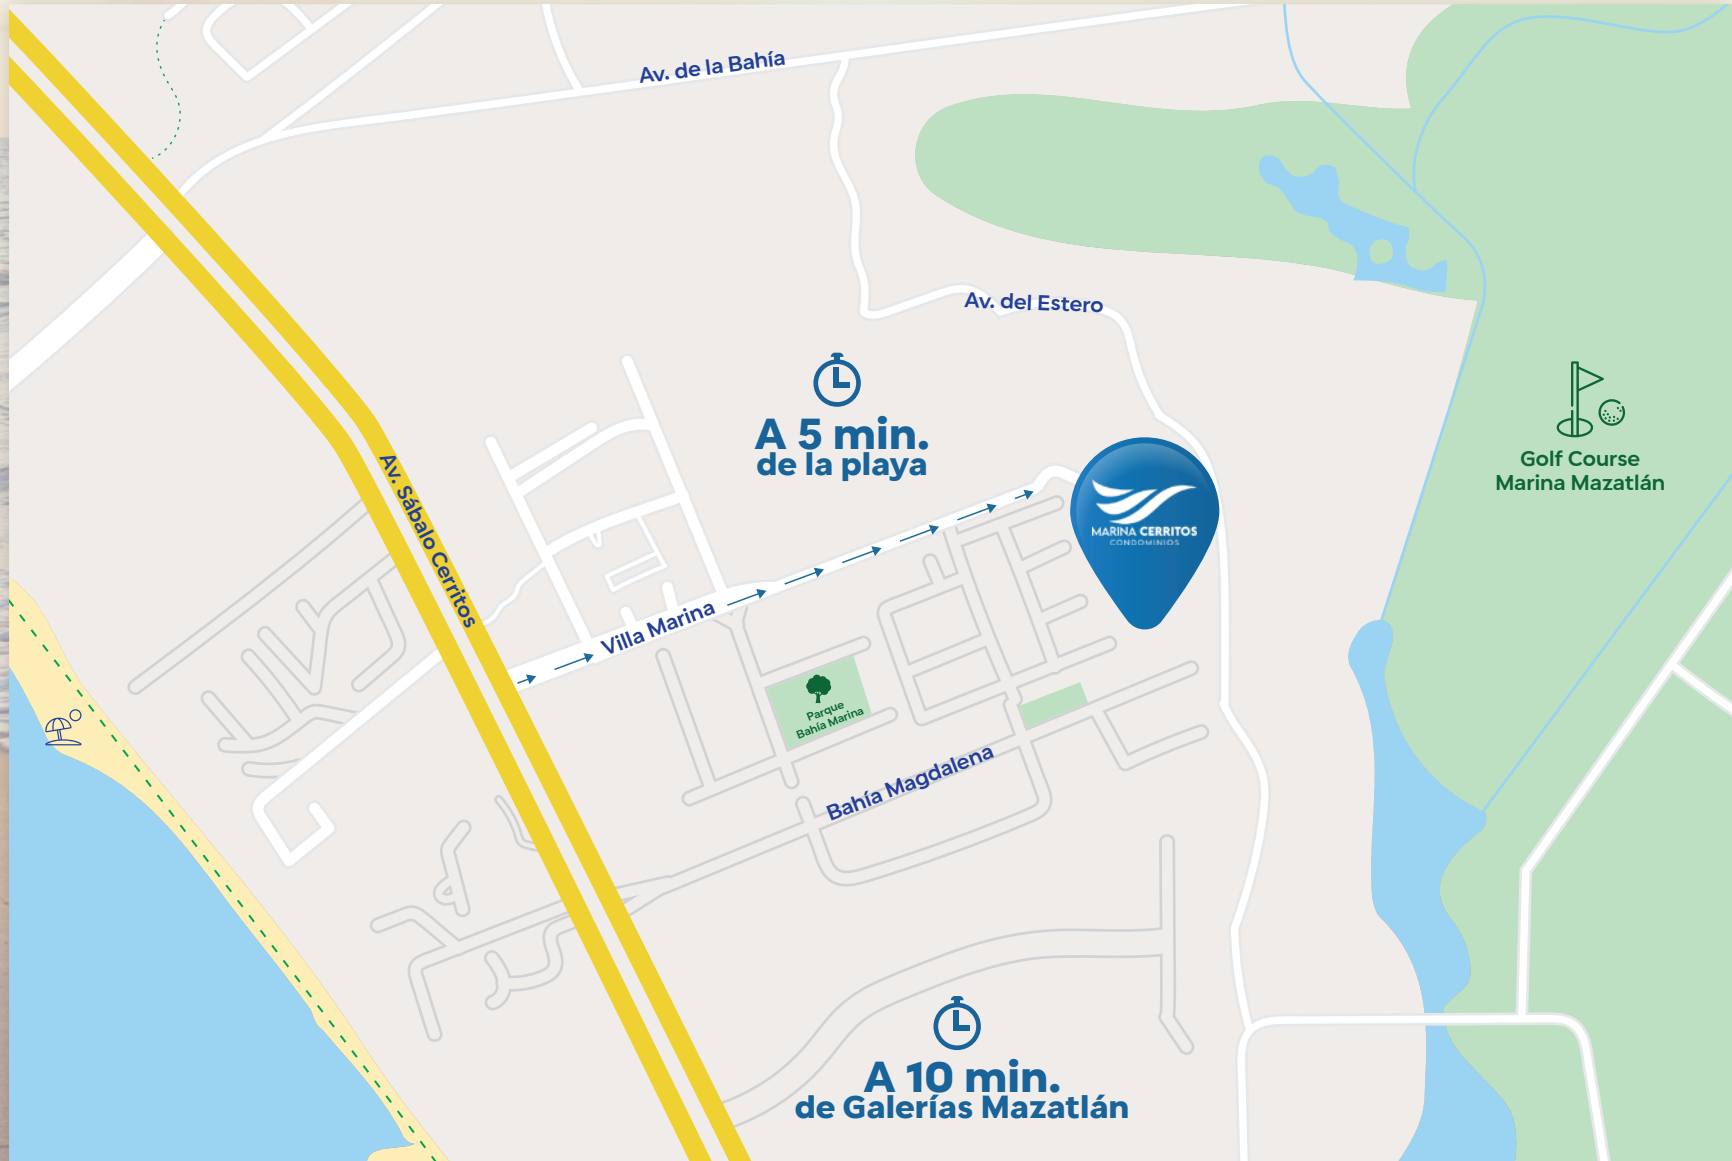 Av. de la Bahía
Av. del Estero
A 5 min.
de la playa
Golf Course
Marina Mazatlán
Av. Sábalo Cerritos
MARINA CERRITOS
CONDOMINIOS
Villa Marina
Parque
Bahía Marina
Bahía Magdalena
A 10 min.
de Galerías Mazatlán